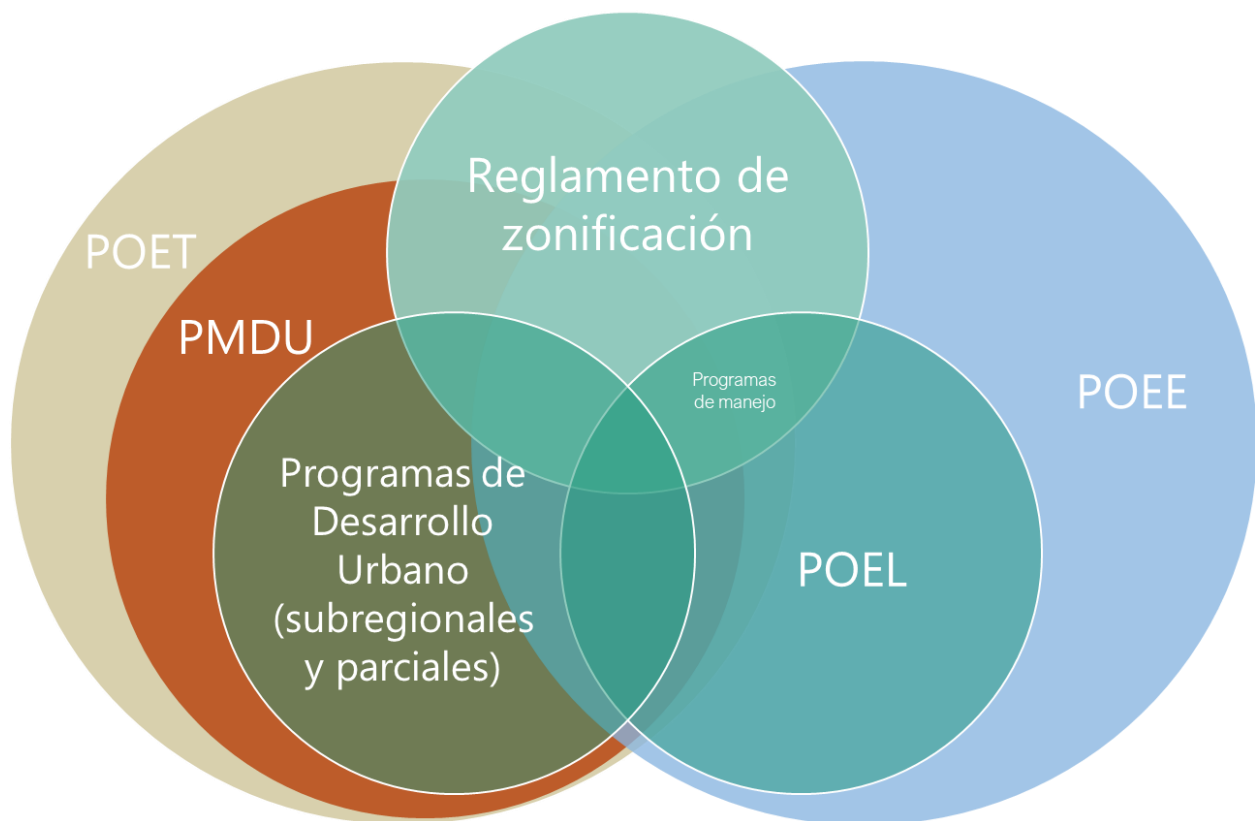 Reglamento de
zonificación
POET
PMDU
Programas
de manejo
POEE
Programas de
Desarrollo
Urbano
(subregionales
y parciales)
POEL